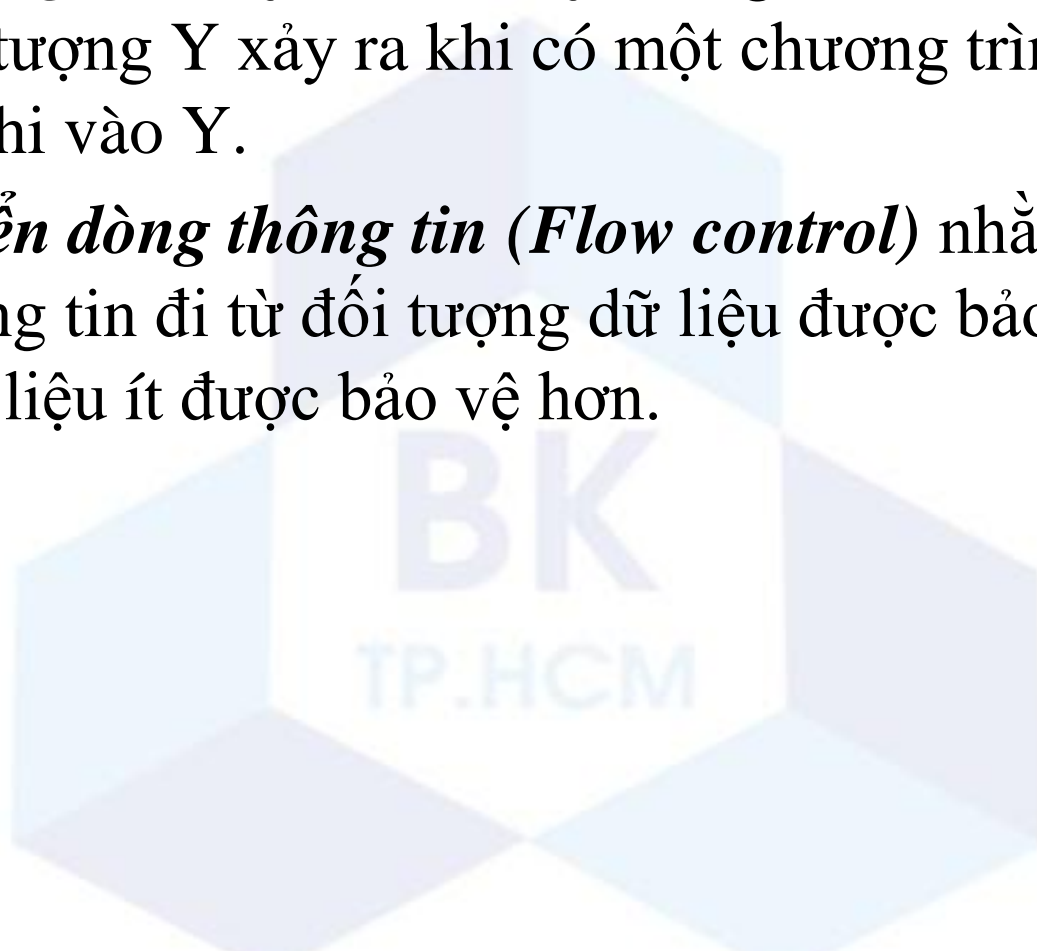 tượng Y xảy ra khi có một chương trì
hi vào Y.
ển dòng thông tin (Flow control) nhằ
ng tin đi từ đối tượng dữ liệu được bảo
liệu ít được bảo vệ hơn.
BK
TP.HCM